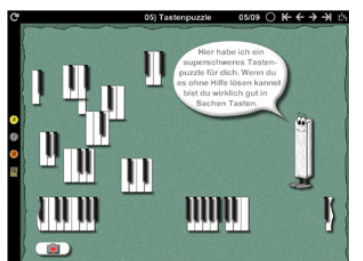 05) Tastenpuzzle
05/09
Hier habe ich ein
superschweres Tasten-
puzzle für dich. Wenn du
es ohne Hilfe lösen kannst
bist du wirklich gut in
Sachen Tasten.